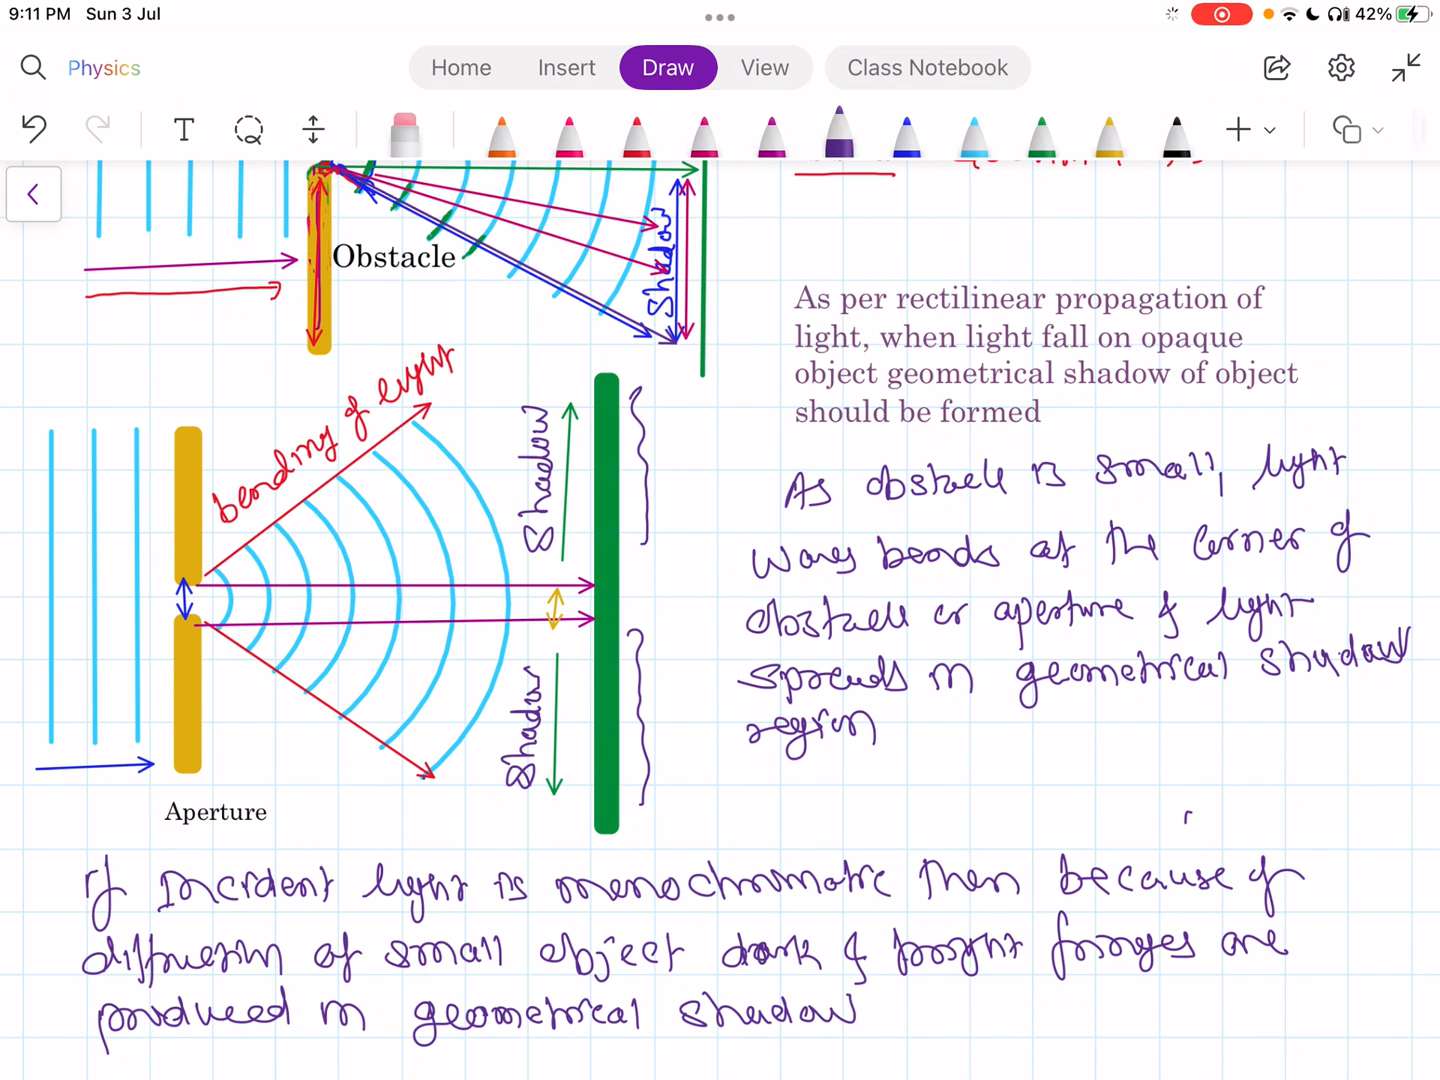 9:11 PM Sun 3 Jul
42%
Physics
Home Insert Draw View Class Notebook
T
Obstacle
Shadow
As per rectilinear propagation of
light, when light fall on opaque
object geometrical shadow of object
should be formed
bending of light
Shadow
Shadow
Aperture
As obstacle is small, light
waves bends at the corner of
obstacle or aperture & light
spreads in geometrical shadow
region
if Incident light is monochromatic then because of
diffraction of small object dark & bright fringes are
produced in geometrical shadow